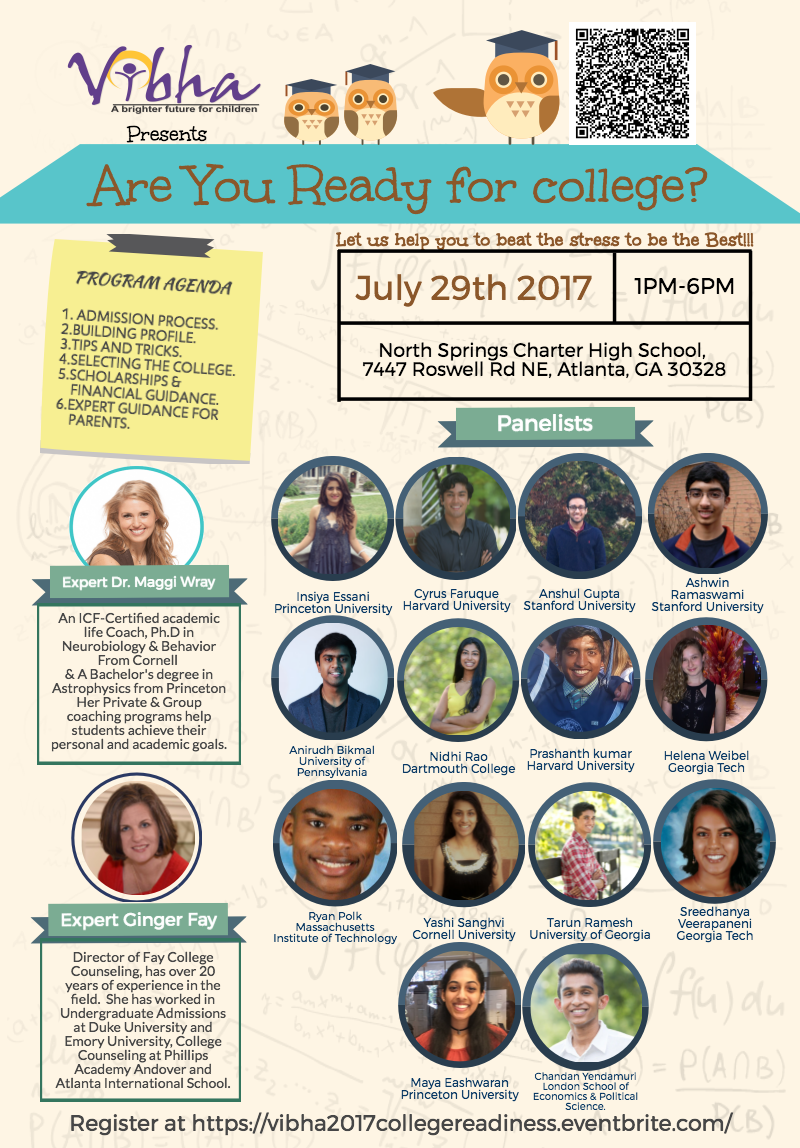 Vibha
A brighter future for children
Presents
Are You Ready for college?
Let us help you to beat the stress to be the Best!!!
July 29th 2017
1PM-6PM
North Springs Charter High School,
7447 Roswell Rd NE, Atlanta, GA 30328
PROGRAM AGENDA
1. ADMISSION PROCESS.
2.BUILDING PROFILE.
3.TIPS AND TRICKS.
4.SELECTING THE COLLEGE.
5.SCHOLARSHIPS &
FINANCIAL GUIDANCE.
6.EXPERT GUIDANCE FOR
PARENTS.
Expert Dr. Maggi Wray
An ICF-Certified academic
life Coach, Ph.D in
Neurobiology & Behavior
From Cornell
& A Bachelor's degree in
Astrophysics from Princeton
Her Private & Group
coaching programs help
students achieve their
personal and academic goals.
Expert Ginger Fay
Director of Fay College
Counseling, has over 20
years of experience in the
field. She has worked in
Undergraduate Admissions
at Duke University and
Emory University, College
Counseling at Phillips
Academy Andover and
Atlanta International School.
Panelists
Insiya Essani
Princeton University
Cyrus Faruque
Harvard University
Anshul Gupta
Stanford University
Ashwin
Ramaswami
Stanford University
Anirudh Bikmal
University of
Pennsylvania
Nidhi Rao
Dartmouth College
Prashanth kumar
Harvard University
Helena Weibel
Georgia Tech
Ryan Polk
Massachusetts
Institute of Technology
Yashi Sanghvi
Cornell University
Tarun Ramesh
University of Georgia
Sreedhanya
Veerapaneni
Georgia Tech
Maya Eashwaran
Princeton University
Chandan Yendamuri
London School of
Economics & Political
Science.
Register at https://vibha2017collegereadiness.eventbrite.com/